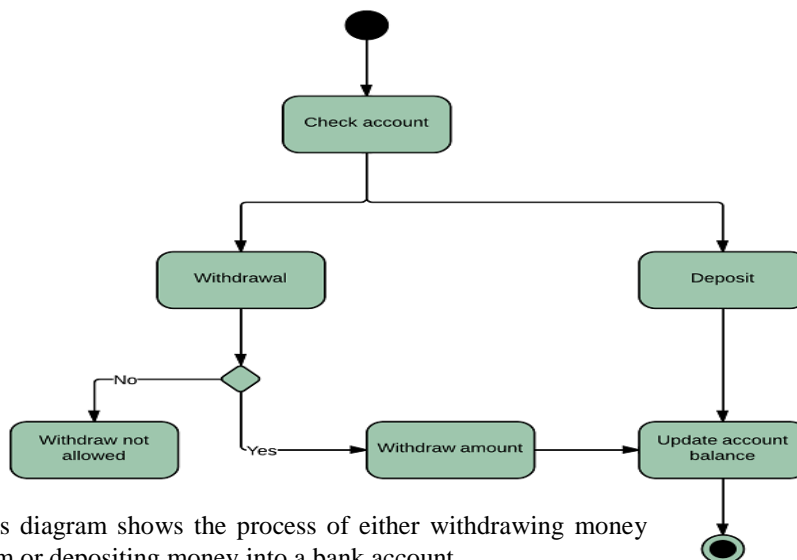 Check account
Withdrawal
Deposit
No
Withdraw not
allowed
Yes
Withdraw amount
Update account
balance
diagram shows the process of either withdrawing money
or depositing money into a bank account